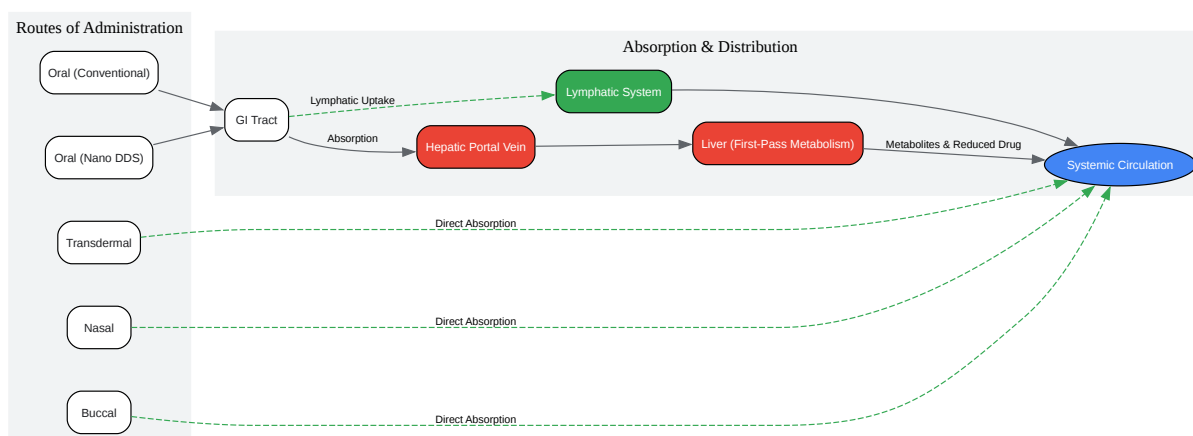 Routes of Administration
Absorption & Distribution
Oral (Conventional)
Lymphatic Uptake
Lymphatic System
GI Tract
Absorption
Hepatic Portal Vein
Liver (First-Pass Metabolism)
Metabolites & Reduced Drug
Oral (Nano DDS)
Systemic Circulation
Transdermal
Direct Absorption
Nasal
Direct Absorption
Buccal
Direct Absorption